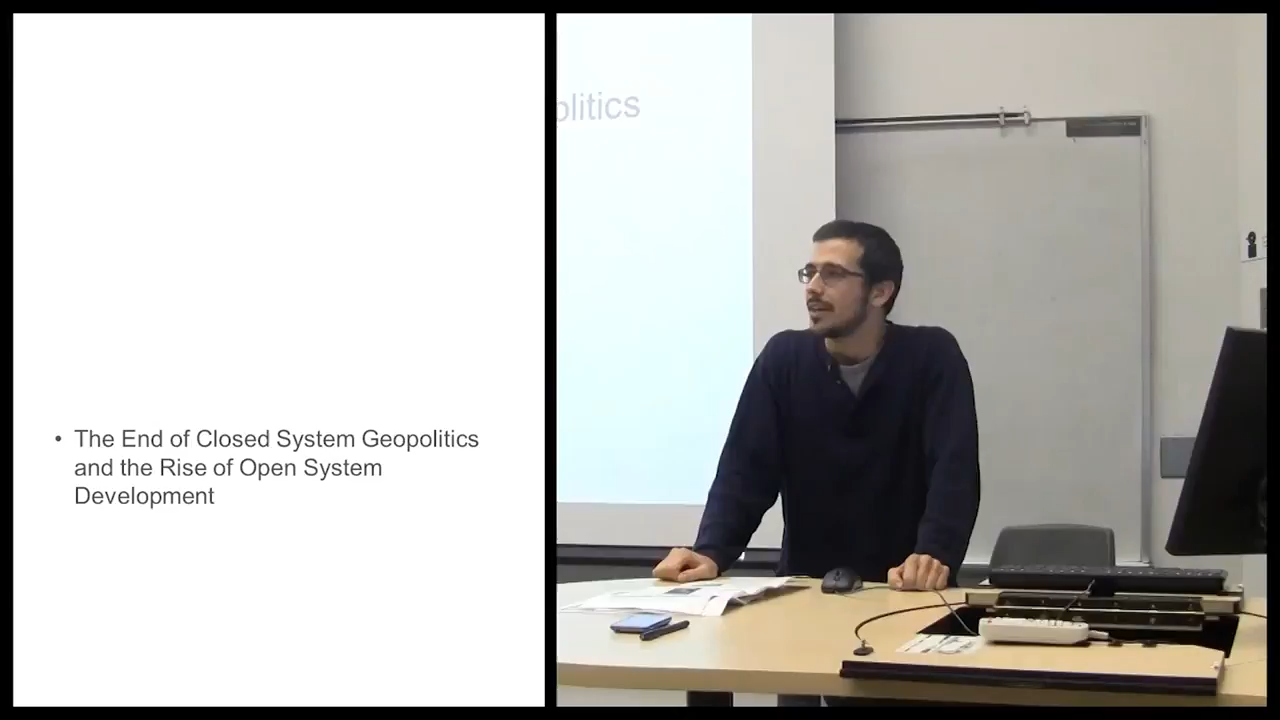 • The End of Closed System Geopolitics
and the Rise of Open System
Development
olitics